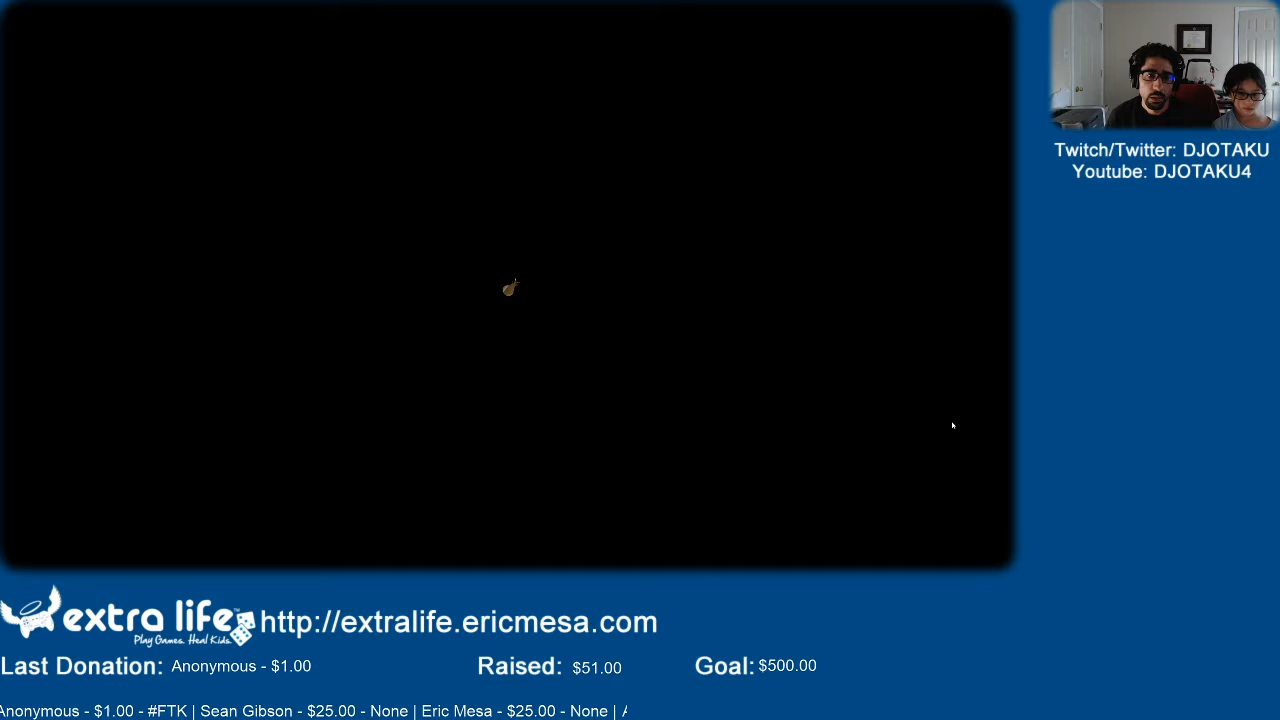 Twitch/Twitter: DJOTAKU
Youtube: DJOTAKU4
extra life™ http://extralife.ericmesa.com
Play Games. Heal Kids.
Last Donation: Anonymous - $1.00 Raised: $51.00 Goal: $500.00
Anonymous - $1.00 - #FTK | Sean Gibson - $25.00 - None | Eric Mesa - $25.00 - None |